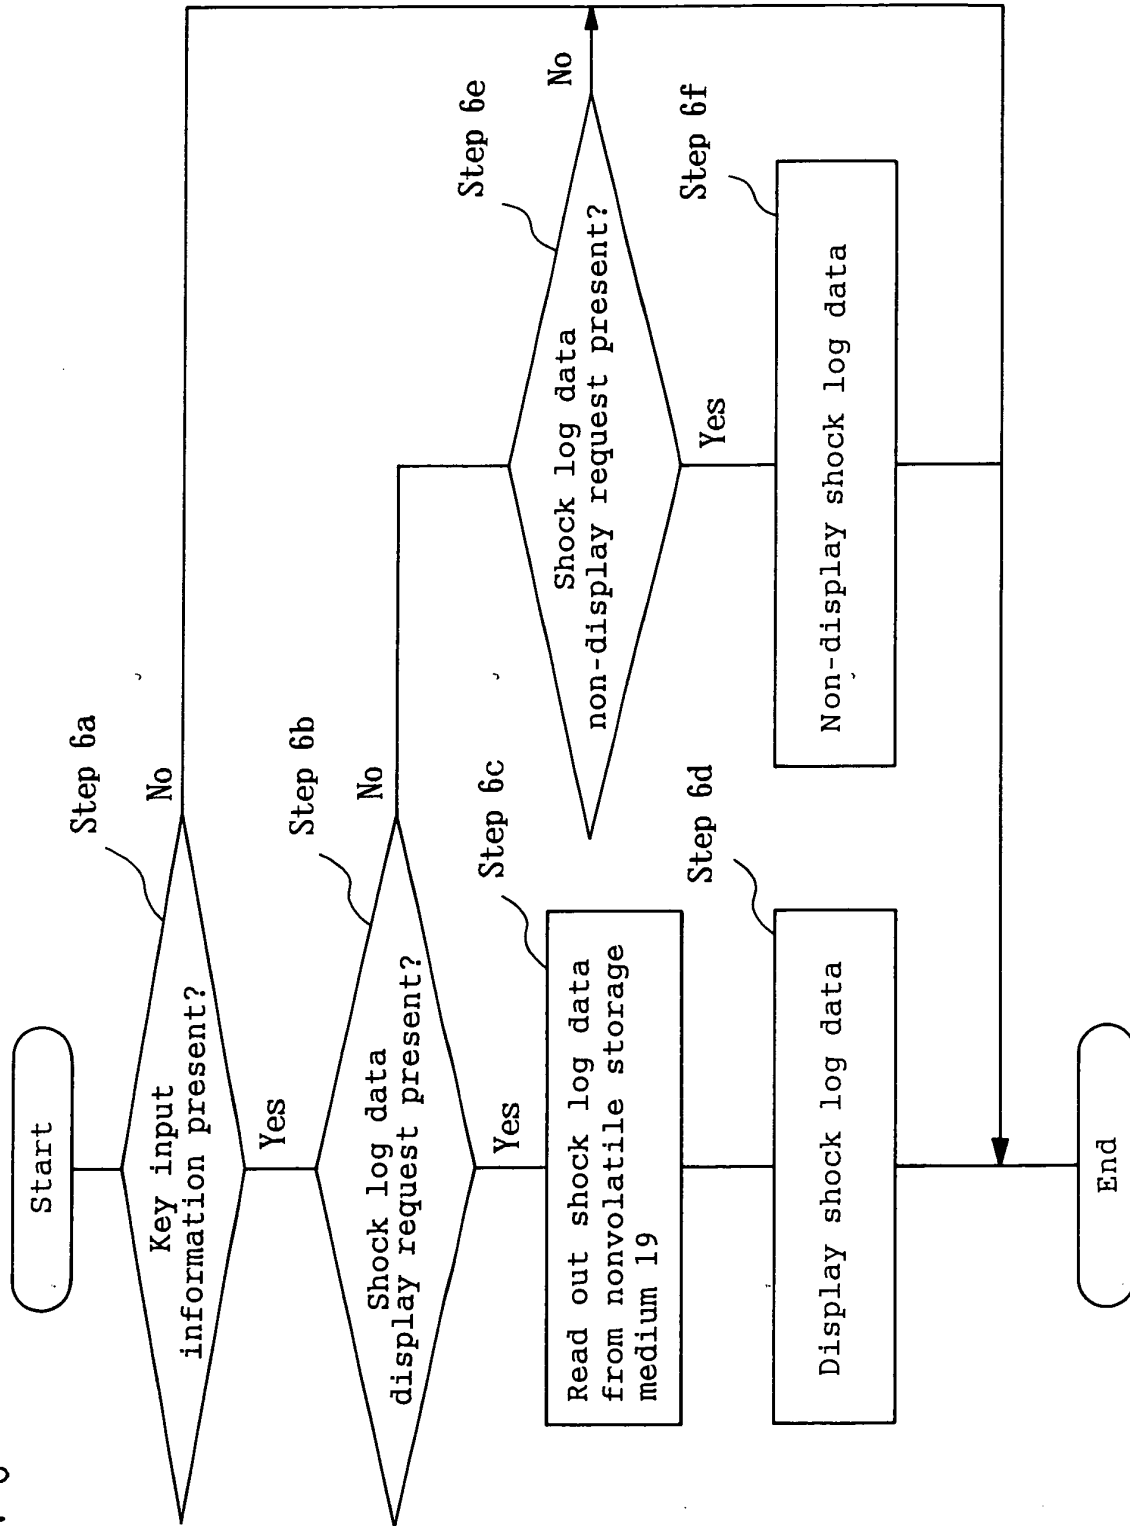 Start
Step 6a
Key input
information present?
No
Yes
Step 6b
Shock log data
display request present?
No
Yes
Step 6c
Read out shock log data
from nonvolatile storage
medium 19
Step 6d
Display shock log data
Step 6e
Shock log data
non-display request present?
No
Yes
Step 6f
Non-display shock log data
End